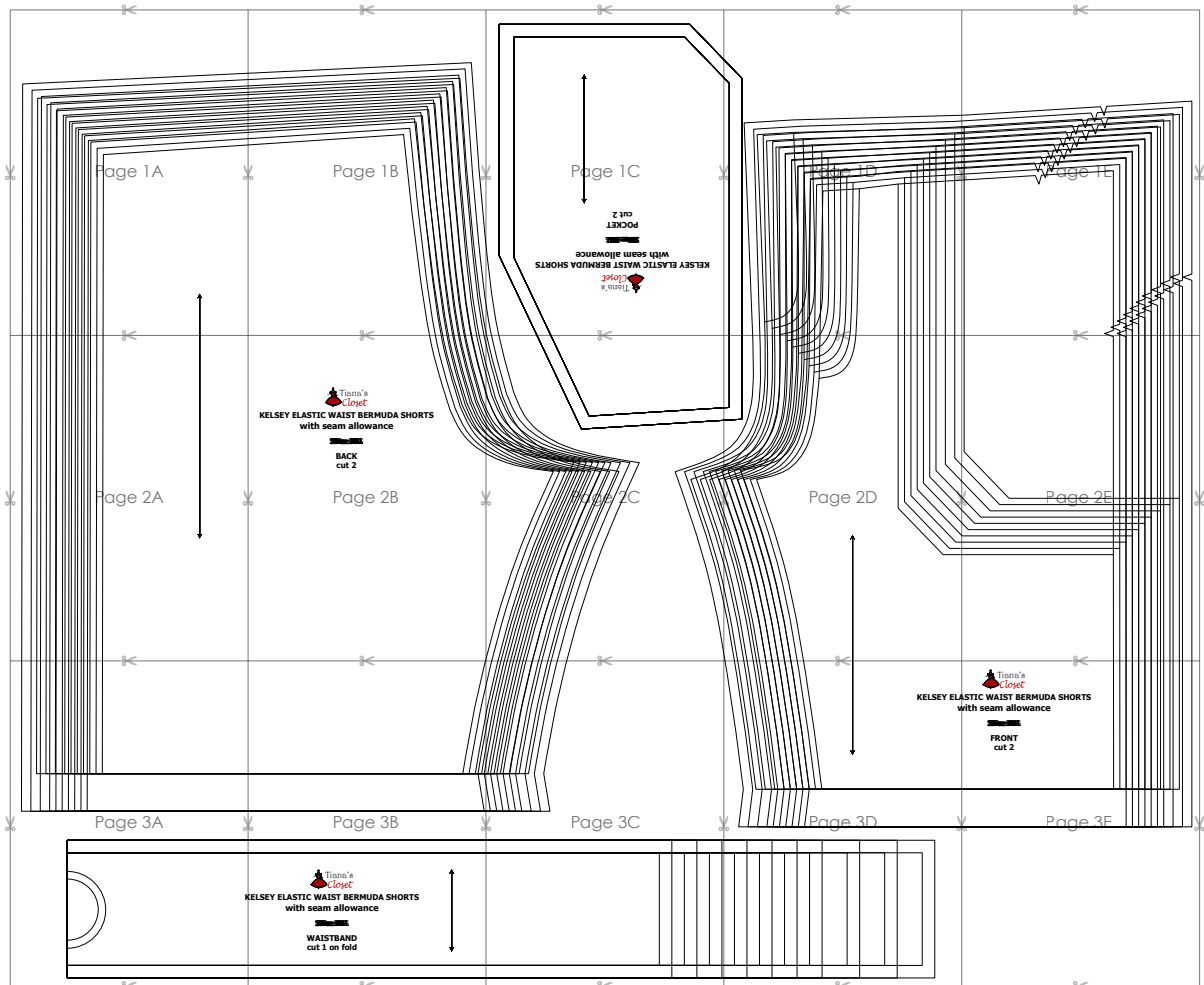 Page 1A
Page 1B
Page 1C
Page 1D
age 1E
cut 2
POCKET
with seam allowance
KELSEY ELASTIC WAIST BERMUDA SHORTS
Tiana's
Closet
Tiana's
Closet
KELSEY ELASTIC WAIST BERMUDA SHORTS
with seam allowance
BACK
cut 2
Page 2A
Page 2B
Page 2C
Page 2D
Page 2E
Tiana's
Closet
KELSEY ELASTIC WAIST BERMUDA SHORTS
with seam allowance
FRONT
cut 2
Page 3A
Page 3B
Page 3C
Page 3D
Page 3E
Tiana's
Closet
KELSEY ELASTIC WAIST BERMUDA SHORTS
with seam allowance
WAISTBAND
cut 1 on fold